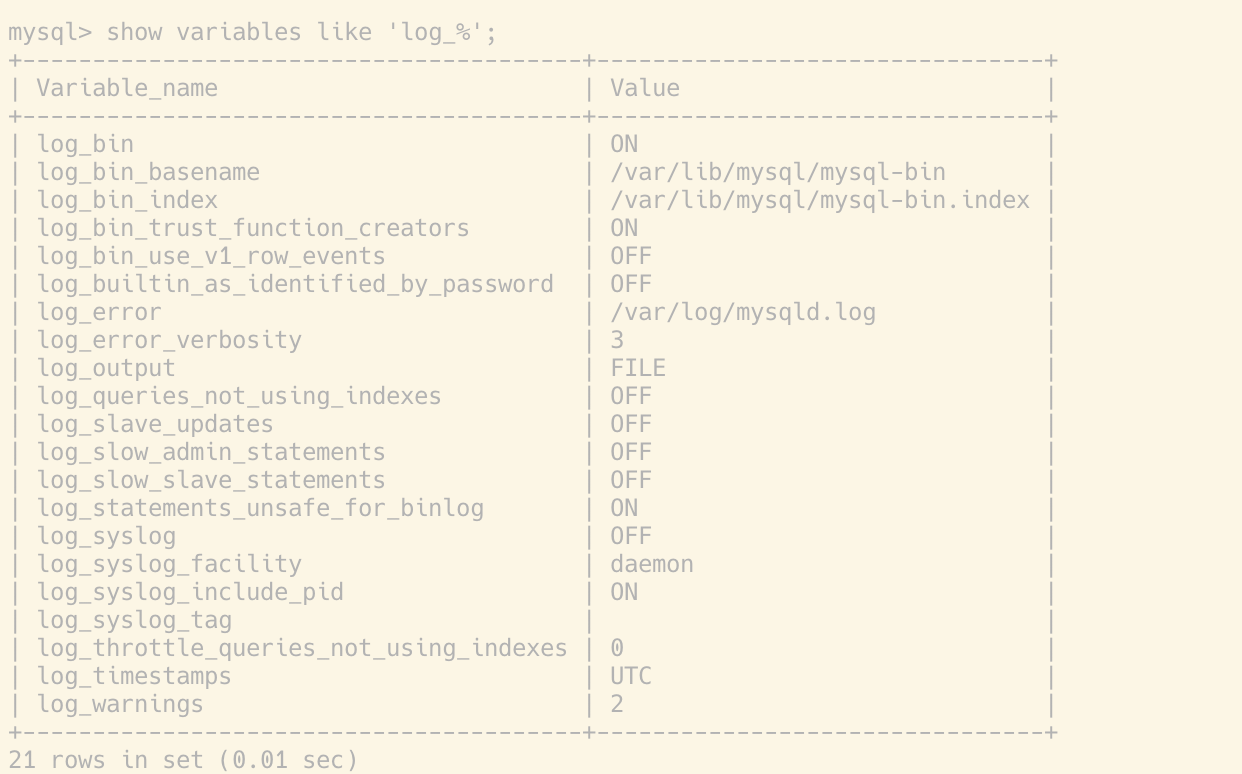 mysql> show variables like 'log_%';
+----------------------------------------+--------------------------------+
| Variable_name                          | Value                          |
+----------------------------------------+--------------------------------+
| log_bin                                | ON                             |
| log_bin_basename                       | /var/lib/mysql/mysql-bin       |
| log_bin_index                          | /var/lib/mysql/mysql-bin.index |
| log_bin_trust_function_creators        | ON                             |
| log_bin_use_v1_row_events              | OFF                            |
| log_builtin_as_identified_by_password  | OFF                            |
| log_error                              | /var/log/mysqld.log            |
| log_error_verbosity                    | 3                              |
| log_output                             | FILE                           |
| log_queries_not_using_indexes          | OFF                            |
| log_slave_updates                      | OFF                            |
| log_slow_admin_statements              | OFF                            |
| log_slow_slave_statements              | OFF                            |
| log_statements_unsafe_for_binlog       | ON                             |
| log_syslog                             | OFF                            |
| log_syslog_facility                    | daemon                         |
| log_syslog_include_pid                 | ON                             |
| log_syslog_tag                         |                                |
| log_throttle_queries_not_using_indexes | 0                              |
| log_timestamps                         | UTC                            |
| log_warnings                           | 2                              |
+----------------------------------------+--------------------------------+
21 rows in set (0.01 sec)